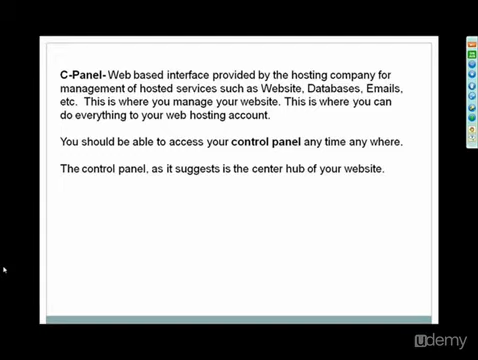 C-Panel- Web based interface provided by the hosting company for
management of hosted services such as Website, Databases, Emails,
etc. This is where you manage your website. This is where you can
do everything to your web hosting account.
You should be able to access your control panel any time any where.
The control panel, as it suggests is the center hub of your website.
udemy